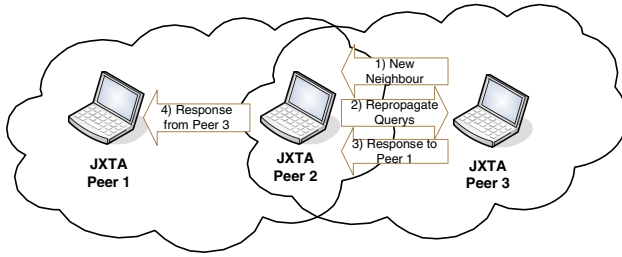 1) New
Neighbour
2) Repropagate
Querys
3) Response to
Peer 1
4) Response
from Peer 3
JXTA
Peer 1
JXTA
Peer 2
JXTA
Peer 3